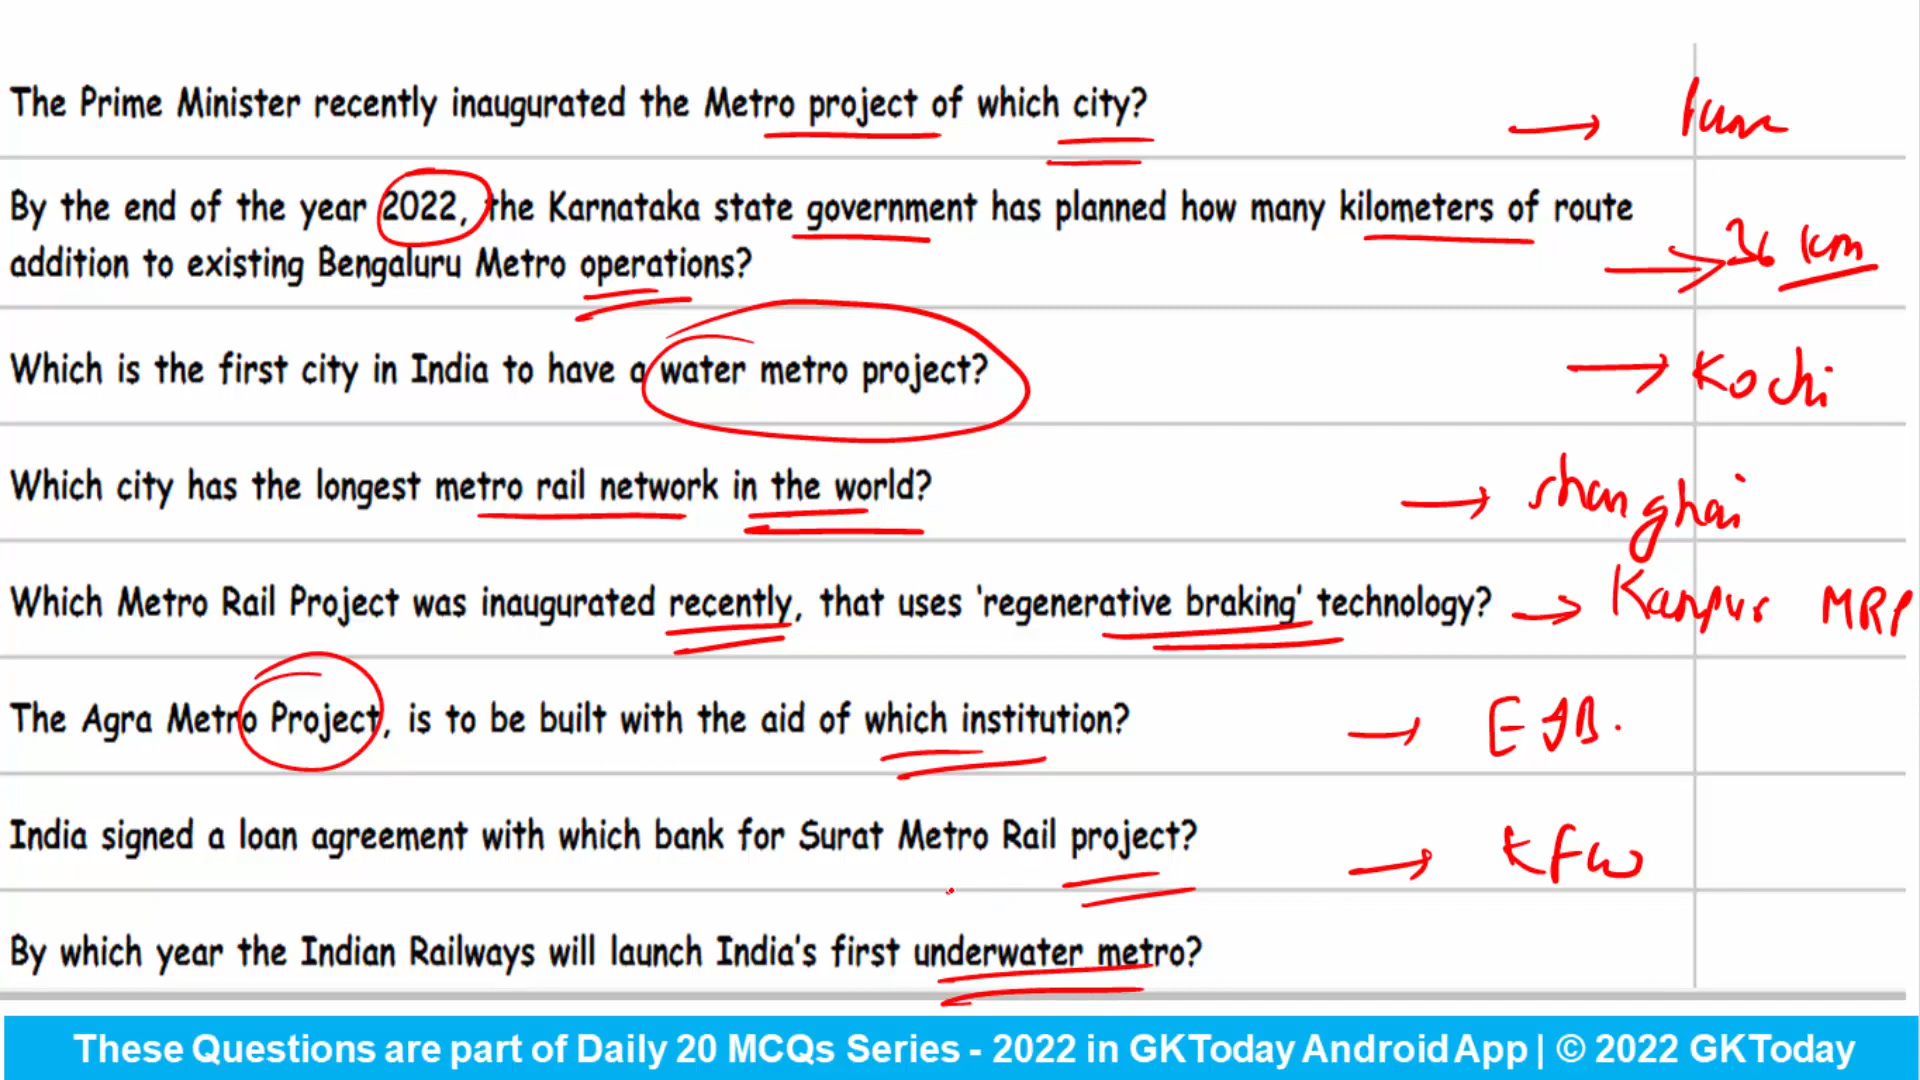 The Prime Minister recently inaugurated the Metro project of which city? Pune
By the end of the year 2022, the Karnataka state government has planned how many kilometers of route
addition to existing Bengaluru Metro operations? 36 km
Which is the first city in India to have a water metro project? Kochi
Which city has the longest metro rail network in the world? Shanghai
Which Metro Rail Project was inaugurated recently, that uses 'regenerative braking' technology? Kanpur MRP
The Agra Metro Project, is to be built with the aid of which institution? EIB.
India signed a loan agreement with which bank for Surat Metro Rail project? KFW
By which year the Indian Railways will launch India's first underwater metro?
These Questions are part of Daily 20 MCQs Series - 2022 in GKToday Android App | © 2022 GKToday